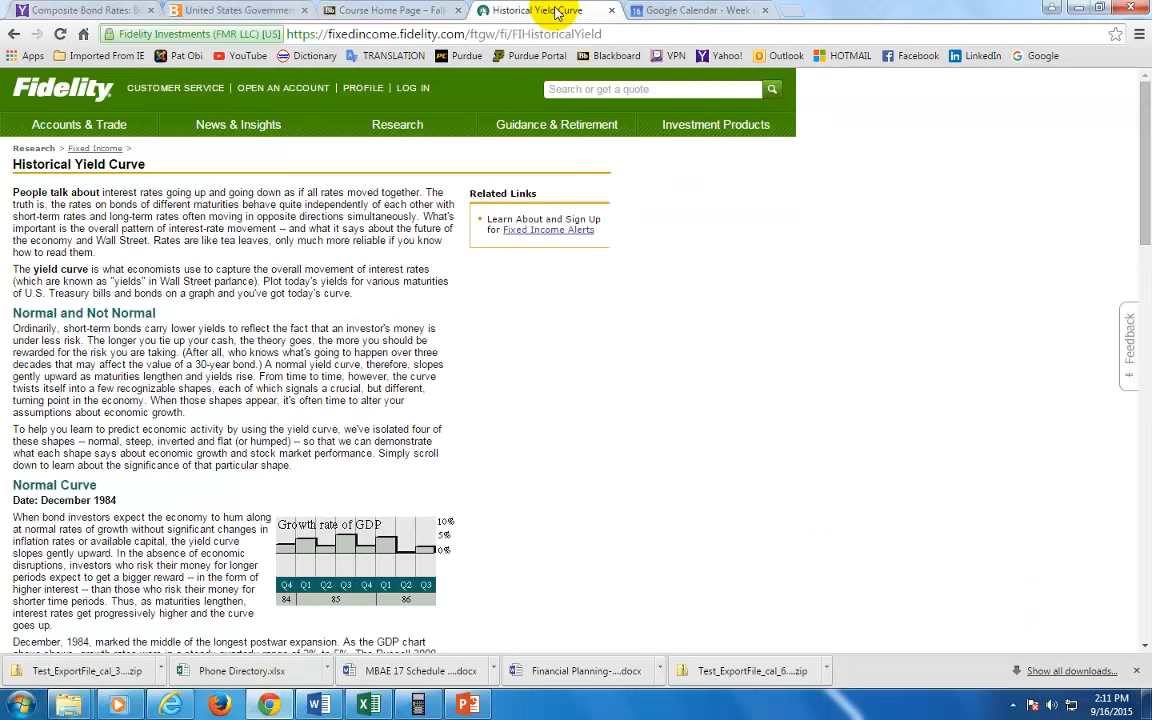 Composite Bond Rates: B
United States Governme
Course Home Page – Fal
Historical Yield Curve
Google Calendar - Week
Fidelity Investments (FMR LLC) [US]
https://fixedincome.fidelity.com/ftgw/fi/FIHistoricalYield
Apps
Imported From IE
Pat Obi
YouTube
Dictionary
TRANSLATION
Purdue
Purdue Portal
Blackboard
VPN
Yahoo!
Outlook
HOTMAIL
Facebook
LinkedIn
Google
Fidelity
CUSTOMER SERVICE | OPEN AN ACCOUNT | PROFILE | LOG IN
Search or get a quote
Accounts & Trade
News & Insights
Research
Guidance & Retirement
Investment Products
Research > Fixed Income >
Historical Yield Curve
People talk about interest rates going up and going down as if all rates moved together. The
truth is, the rates on bonds of different maturities behave quite independently of each other with
short-term rates and long-term rates often moving in opposite directions simultaneously. What's
important is the overall pattern of interest-rate movement -- and what it says about the future of
the economy and Wall Street. Rates are like tea leaves, only much more reliable if you know
how to read them.
The yield curve is what economists use to capture the overall movement of interest rates
(which are known as "yields" in Wall Street parlance). Plot today's yields for various maturities
of U.S. Treasury bills and bonds on a graph and you've got today's curve.
Related Links
Learn About and Sign Up
for Fixed Income Alerts
Normal and Not Normal
Ordinarily, short-term bonds carry lower yields to reflect the fact that an investor's money is
under less risk. The longer you tie up your cash, the theory goes, the more you should be
rewarded for the risk you are taking. (After all, who knows what's going to happen over three
decades that may affect the value of a 30-year bond.) A normal yield curve, therefore, slopes
gently upward as maturities lengthen and yields rise. From time to time, however, the curve
twists itself into a few recognizable shapes, each of which signals a crucial, but different,
turning point in the economy. When those shapes appear, it's often time to alter your
assumptions about economic growth.
To help you learn to predict economic activity by using the yield curve, we've isolated four of
these shapes -- normal, steep, inverted and flat (or humped) -- so that we can demonstrate
what each shape says about economic growth and stock market performance. Simply scroll
down to learn about the significance of that particular shape.
Normal Curve
Date: December 1984
When bond investors expect the economy to hum along
at normal rates of growth without significant changes in
inflation rates or available capital, the yield curve
slopes gently upward. In the absence of economic
disruptions, investors who risk their money for longer
periods expect to get a bigger reward -- in the form of
higher interest -- than those who risk their money for
shorter time periods. Thus, as maturities lengthen,
interest rates get progressively higher and the curve
goes up.
Growth rate of GDP
10%
5%
0%
Q4 Q1 Q2 Q3 Q4 Q1 Q2 Q3
84 85 86
December, 1984, marked the middle of the longest postwar expansion. As the GDP chart
Feedback
Test_ExportFile_cal_3....zip
Phone Directory.xlsx
MBAE 17 Schedule ....docx
Financial Planning-....docx
Test_ExportFile_cal_6....zip
Show all downloads...
2:11 PM
9/16/2015